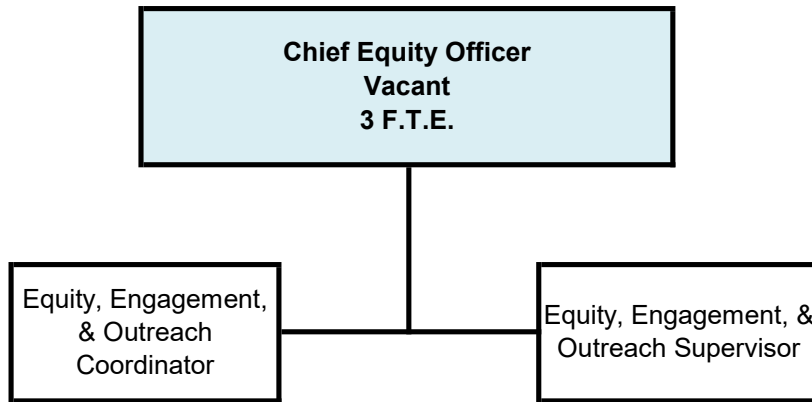 Chief Equity Officer
Vacant
3 F.T.E.
Equity, Engagement,
& Outreach
Coordinator
Equity, Engagement, &
Outreach Supervisor